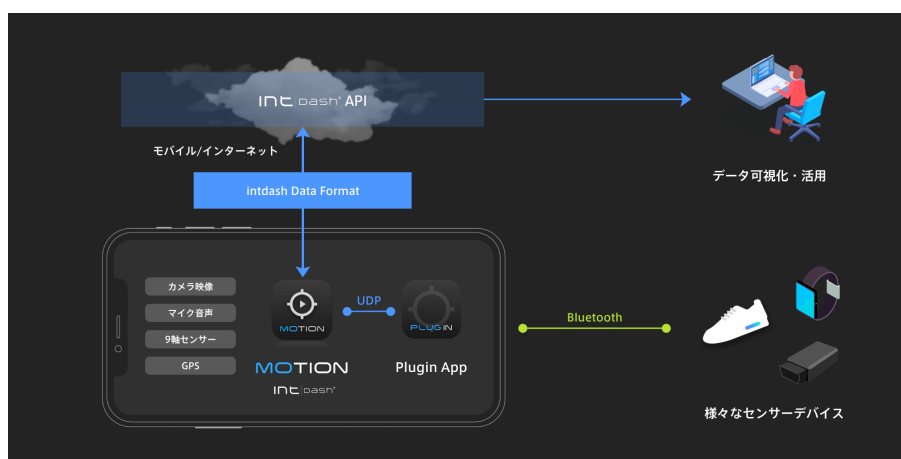 intdash® API
モバイル/インターネット
intdash Data Format
データ可視化・活用
カメラ映像
マイク音声
9軸センサー
GPS
MOTION
UDP
PLUGIN
MOTION
intdash®
Plugin App
Bluetooth
様々なセンサーデバイス